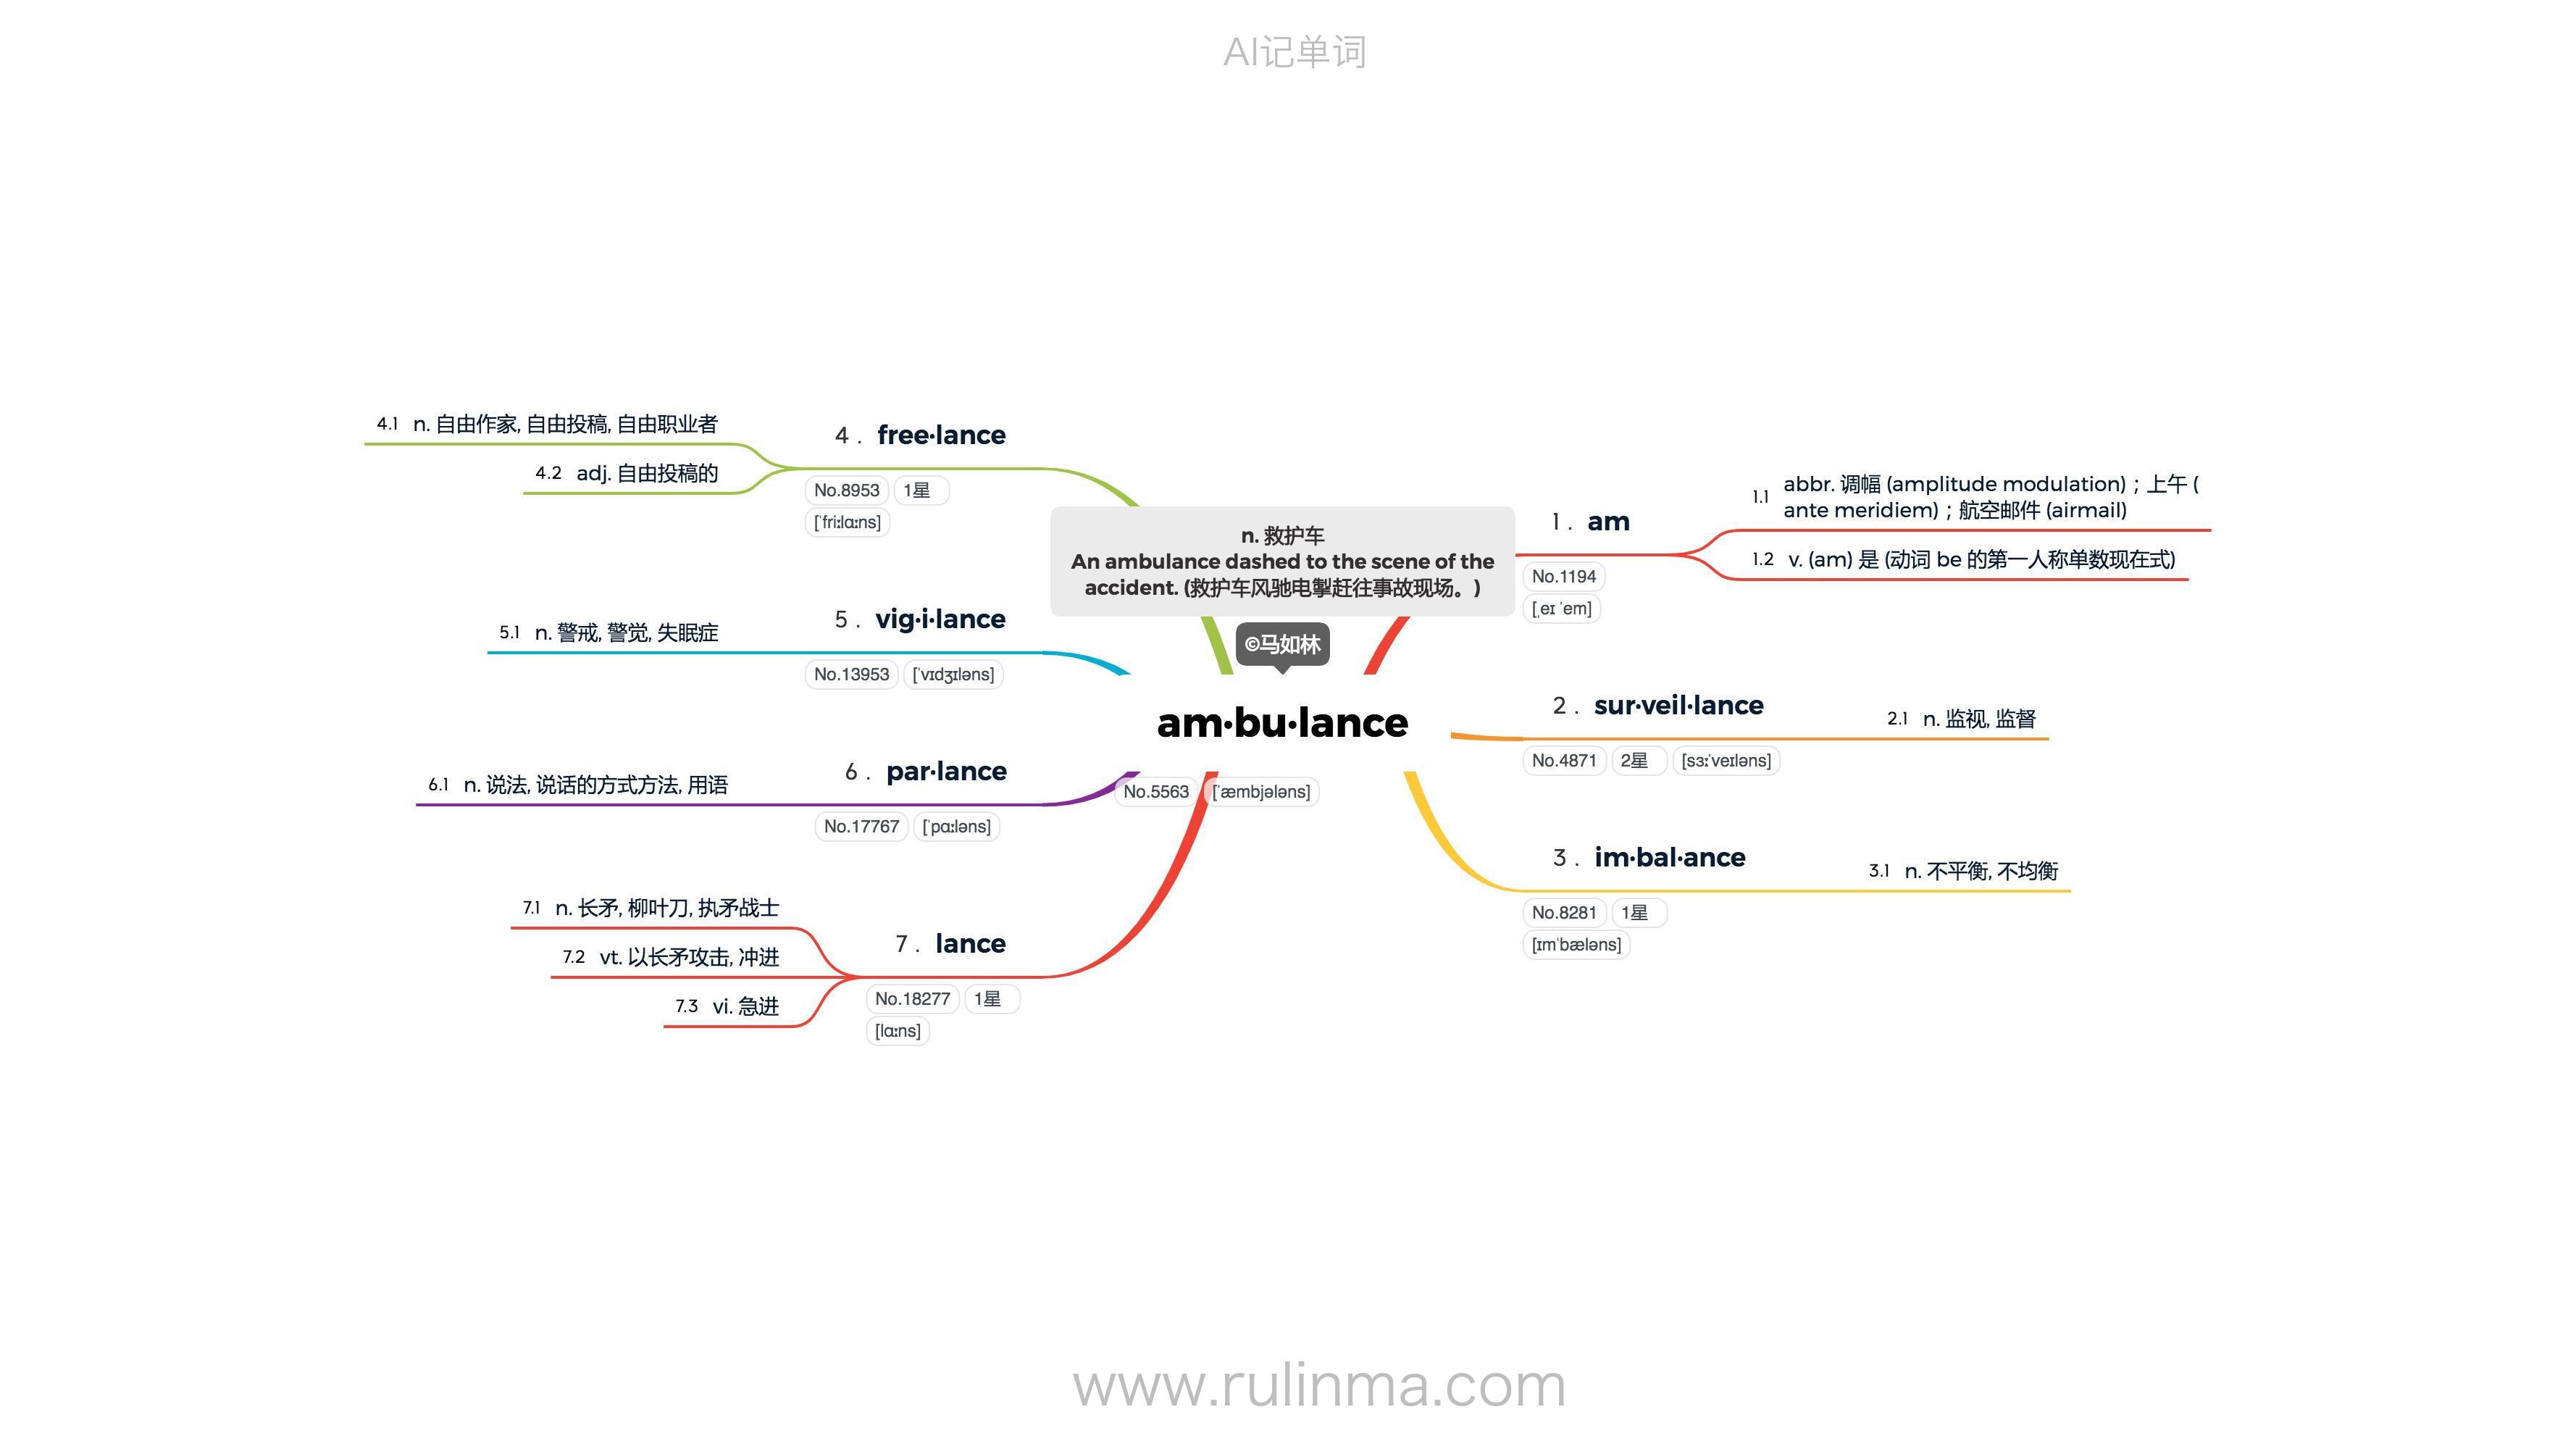 AI记单词
n. 救护车
An ambulance dashed to the scene of the
accident. (救护车风驰电掣赶往事故现场。)
©马如林
am·bu·lance
No.5563 [ˈæmbjələns]
1 . am
No.1194
[ˌeɪ ˈem]
1.1 abbr. 调幅 (amplitude modulation)；上午 (
ante meridiem)；航空邮件 (airmail)
1.2 v. (am) 是 (动词 be 的第一人称单数现在式)
2 . sur·veil·lance
No.4871 2星 [sɜːˈveɪləns]
2.1 n. 监视, 监督
3 . im·bal·ance
No.8281 1星
[ɪmˈbæləns]
3.1 n. 不平衡, 不均衡
4 . free·lance
No.8953 1星
[ˈfriːlɑːns]
4.1 n. 自由作家, 自由投稿, 自由职业者
4.2 adj. 自由投稿的
5 . vig·i·lance
No.13953 [ˈvɪdʒɪləns]
5.1 n. 警戒, 警觉, 失眠症
6 . par·lance
No.17767 [ˈpɑːləns]
6.1 n. 说法, 说话的方式方法, 用语
7 . lance
No.18277 1星
[lɑːns]
7.1 n. 长矛, 柳叶刀, 执矛战士
7.2 vt. 以长矛攻击, 冲进
7.3 vi. 急进
www.rulinma.com